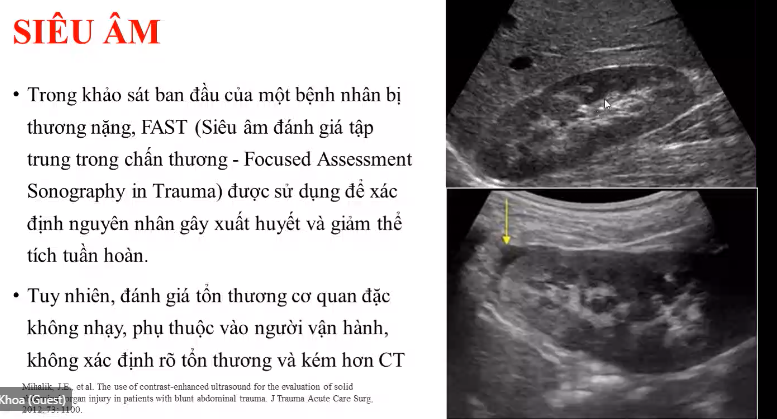 SIÊU ÂM
• Trong khảo sát ban đầu của một bệnh nhân bị
thương nặng, FAST (Siêu âm đánh giá tập
trung trong chấn thương - Focused Assessment
Sonography in Trauma) được sử dụng để xác
định nguyên nhân gây xuất huyết và giảm thể
tích tuần hoàn.
• Tuy nhiên, đánh giá tổn thương cơ quan đặc
không nhạy, phụ thuộc vào người vận hành,
không xác định rõ tổn thương và kém hơn CT
Mihalik, J.E., et al. The use of contrast-enhanced ultrasound for the evaluation of solid
organ injury in patients with blunt abdominal trauma. J Trauma Acute Care Surg.
2012;73:1100.
Khoa (Guest)